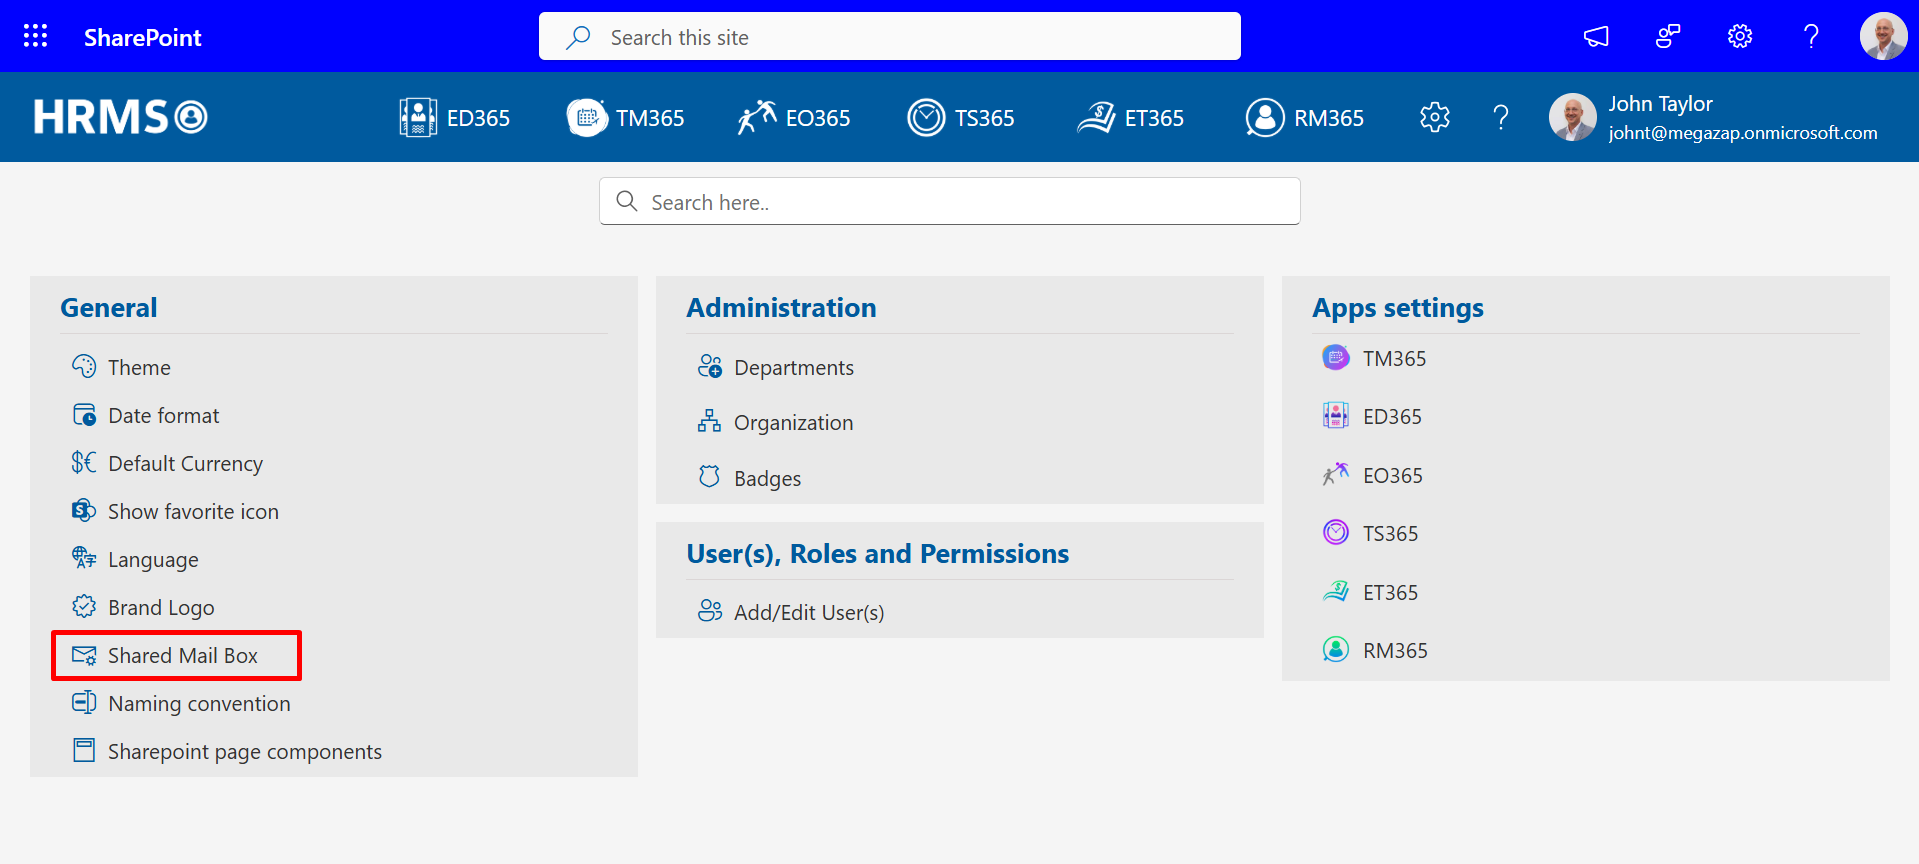 SharePoint
Search this site
HRMS
ED365
TM365
EO365
TS365
ET365
RM365
John Taylor
johnt@megazap.onmicrosoft.com
Search here..
General
Theme
Date format
Default Currency
Show favorite icon
Language
Brand Logo
Shared Mail Box
Naming convention
Sharepoint page components
Administration
Departments
Organization
Badges
User(s), Roles and Permissions
Add/Edit User(s)
Apps settings
TM365
ED365
EO365
TS365
ET365
RM365